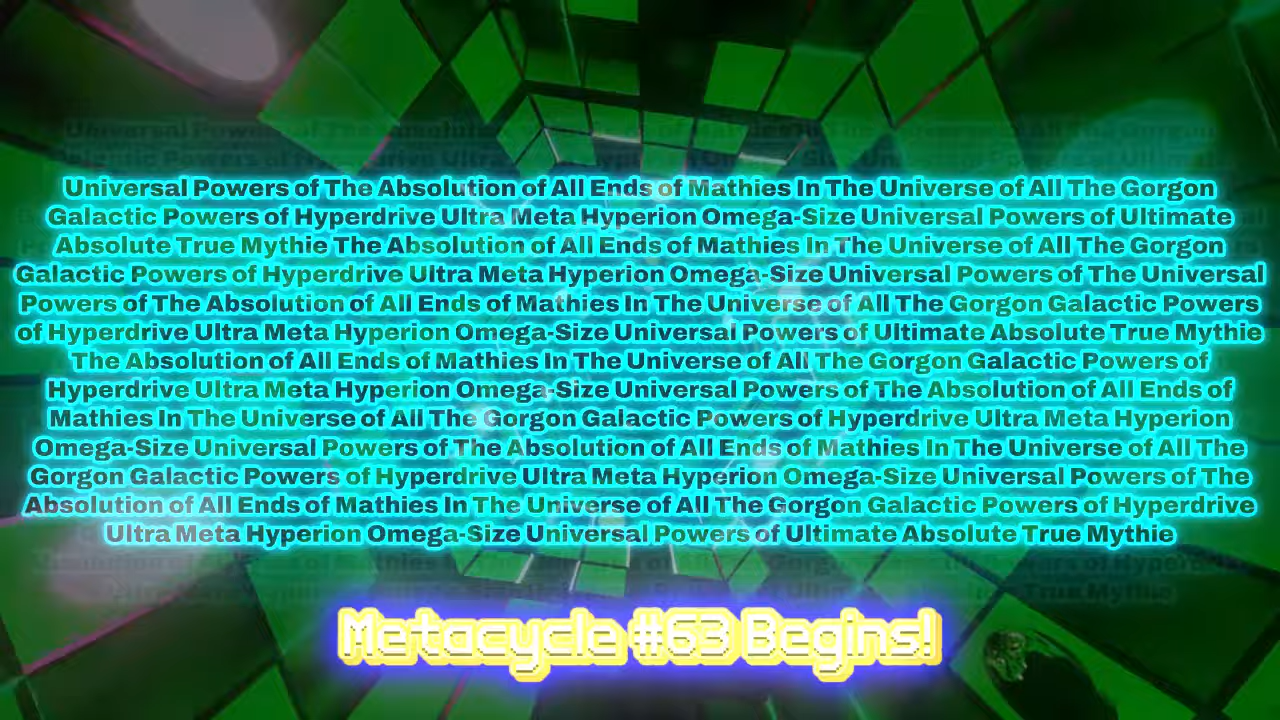 Universal Powers of The Absolution of All Ends of Mathies In The Universe of All The Gorgon
Galactic Powers of Hyperdrive Ultra Meta Hyperion Omega-Size Universal Powers of Ultimate
Absolute True Mythie The Absolution of All Ends of Mathies In The Universe of All The Gorgon
Galactic Powers of Hyperdrive Ultra Meta Hyperion Omega-Size Universal Powers of The Universal
Powers of The Absolution of All Ends of Mathies In The Universe of All The Gorgon Galactic Powers
of Hyperdrive Ultra Meta Hyperion Omega-Size Universal Powers of Ultimate Absolute True Mythie
The Absolution of All Ends of Mathies In The Universe of All The Gorgon Galactic Powers of
Hyperdrive Ultra Meta Hyperion Omega-Size Universal Powers of The Absolution of All Ends of
Mathies In The Universe of All The Gorgon Galactic Powers of Hyperdrive Ultra Meta Hyperion
Omega-Size Universal Powers of The Absolution of All Ends of Mathies In The Universe of All The
Gorgon Galactic Powers of Hyperdrive Ultra Meta Hyperion Omega-Size Universal Powers of The
Absolution of All Ends of Mathies In The Universe of All The Gorgon Galactic Powers of Hyperdrive
Ultra Meta Hyperion Omega-Size Universal Powers of Ultimate Absolute True Mythie
Metacycle #63 Begins!